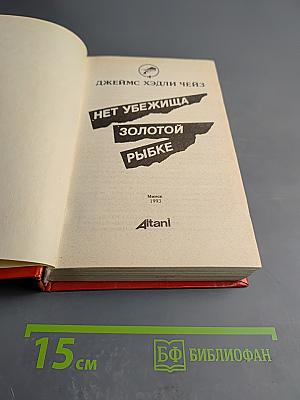 ДЖЕЙМС ХЭДЛИ ЧЕЙЗ
НЕТ УБЕЖИЩА
ЗОЛОТОЙ
РЫБКЕ
Минск
1993
Altani
15 см
БФ БИБЛИОФАН